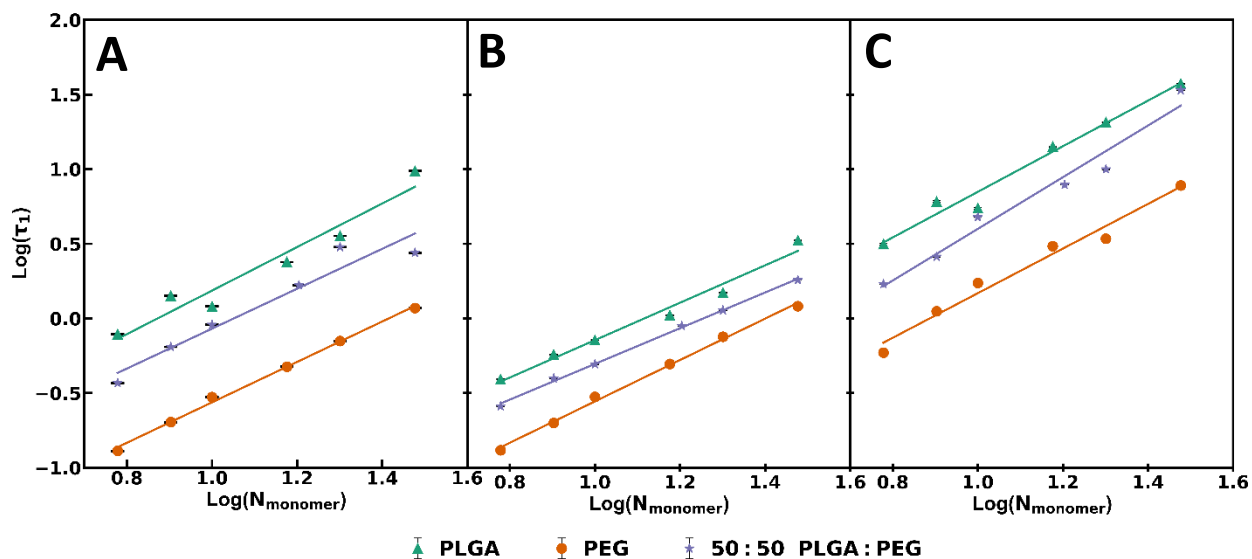 A
B
C
2.0
1.5
1.0
0.5
0.0
−0.5
−1.0
Log(τ₁)
0.8 1.0 1.2 1.4 1.6 0.8 1.0 1.2 1.4 1.6 0.8 1.0 1.2 1.4 1.6
Log(Nmonomer) Log(Nmonomer) Log(Nmonomer)
PLGA PEG 50:50 PLGA:PEG